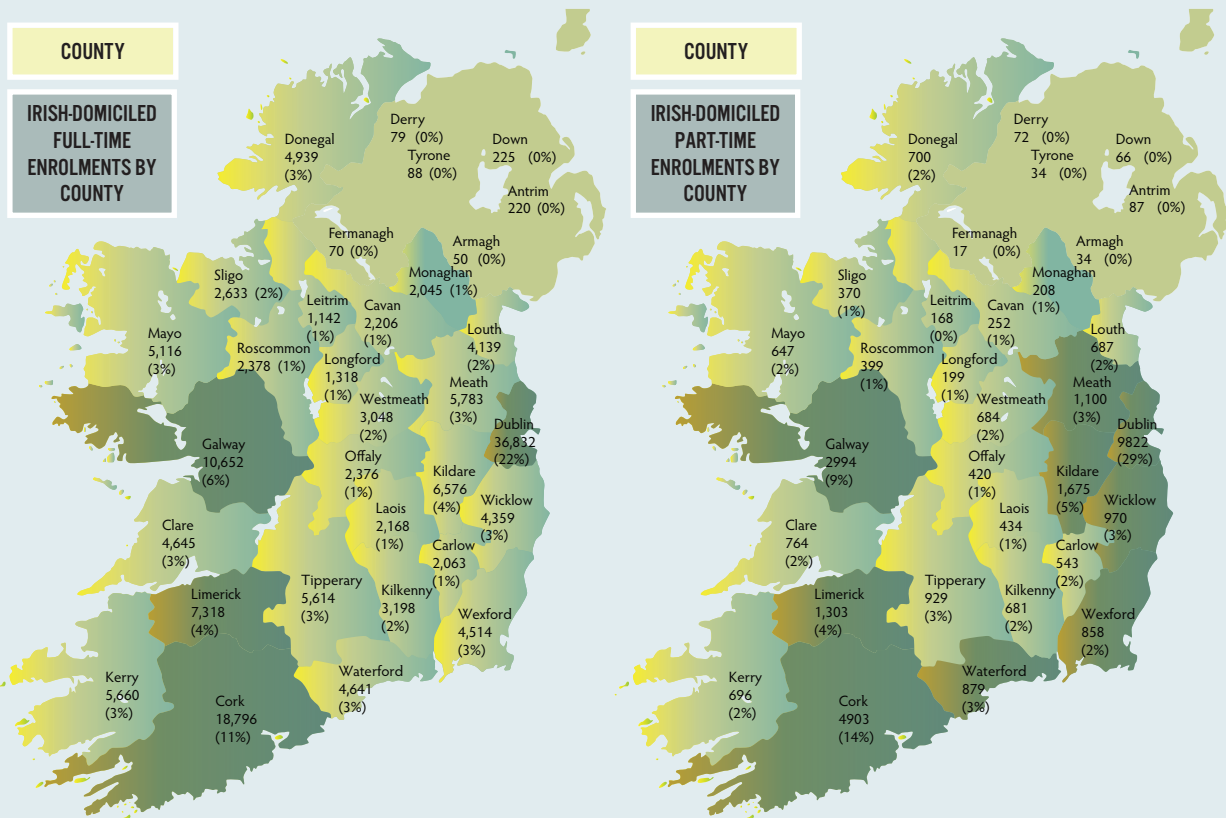 COUNTY
IRISH-DOMICILED
FULL-TIME
ENROLMENTS BY
COUNTY
Donegal
4,939
(3%)
Derry
79 (0%)
Tyrone
88 (0%)
Down
225 (0%)
Antrim
220 (0%)
Fermanagh
70 (0%)
Armagh
50 (0%)
Monaghan
2,045 (1%)
Sligo
2,633 (2%)
Leitrim
1,142
(1%)
Cavan
2,206
(1%)
Louth
4,139
(2%)
Mayo
5,116
(3%)
Roscommon
2,378 (1%)
Longford
1,318
(1%)
Meath
5,783
(3%)
Westmeath
3,048
(2%)
Dublin
36,832
(22%)
Galway
10,652
(6%)
Offaly
2,376
(1%)
Kildare
6,576
(4%)
Wicklow
4,359
(3%)
Laois
2,168
(1%)
Clare
4,645
(3%)
Carlow
2,063
(1%)
Tipperary
5,614
(3%)
Kilkenny
3,198
(2%)
Limerick
7,318
(4%)
Wexford
4,514
(3%)
Waterford
4,641
(3%)
Kerry
5,660
(3%)
Cork
18,796
(11%)
COUNTY
IRISH-DOMICILED
PART-TIME
ENROLMENTS BY
COUNTY
Donegal
700
(2%)
Derry
72 (0%)
Tyrone
34 (0%)
Down
66 (0%)
Antrim
87 (0%)
Fermanagh
17 (0%)
Armagh
34 (0%)
Monaghan
208
(1%)
Sligo
370
(1%)
Leitrim
168
(0%)
Cavan
252
(1%)
Louth
687
(2%)
Mayo
647
(2%)
Roscommon
399
(1%)
Longford
199
(1%)
Meath
1,100
(3%)
Westmeath
684
(2%)
Dublin
9822
(29%)
Galway
2994
(9%)
Offaly
420
(1%)
Kildare
1,675
(5%)
Wicklow
970
(3%)
Laois
434
(1%)
Clare
764
(2%)
Carlow
543
(2%)
Tipperary
929
(3%)
Kilkenny
681
(2%)
Limerick
1,303
(4%)
Wexford
858
(2%)
Waterford
879
(3%)
Kerry
696
(2%)
Cork
4903
(14%)